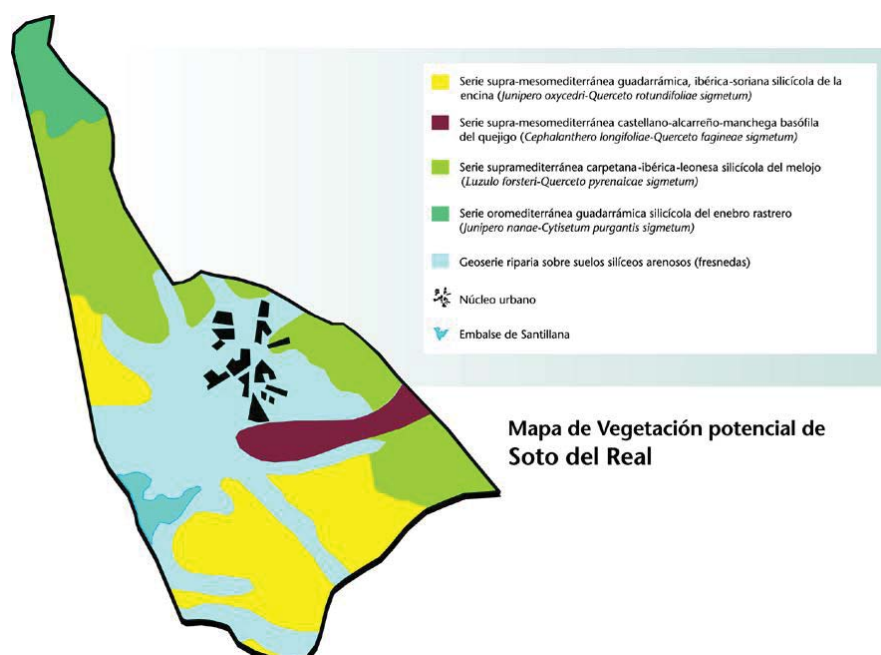 Serie supra-mesomediterránea guadarrámica, ibérica-soriana silicícola de la
encina (Junipero oxycedri-Querceto rotundifoliae sigmetum)
Serie supra-mesomediterránea castellano-alcarreño-manchega basófila
del quejigo (Cephalanthero longifoliae-Querceto fagineae sigmetum)
Serie supramediterránea carpetana-ibérica-leonesa silicícola del melojo
(Luzulo forsteri-Querceto pyrenaicae sigmetum)
Serie oromediterránea guadarrámica silicícola del enebro rastrero
(Junipero nanae-Cytisetum purgantis sigmetum)
Geoserie riparia sobre suelos silíceos arenosos (fresnedas)
Núcleo urbano
Embalse de Santillana
Mapa de Vegetación potencial de
Soto del Real